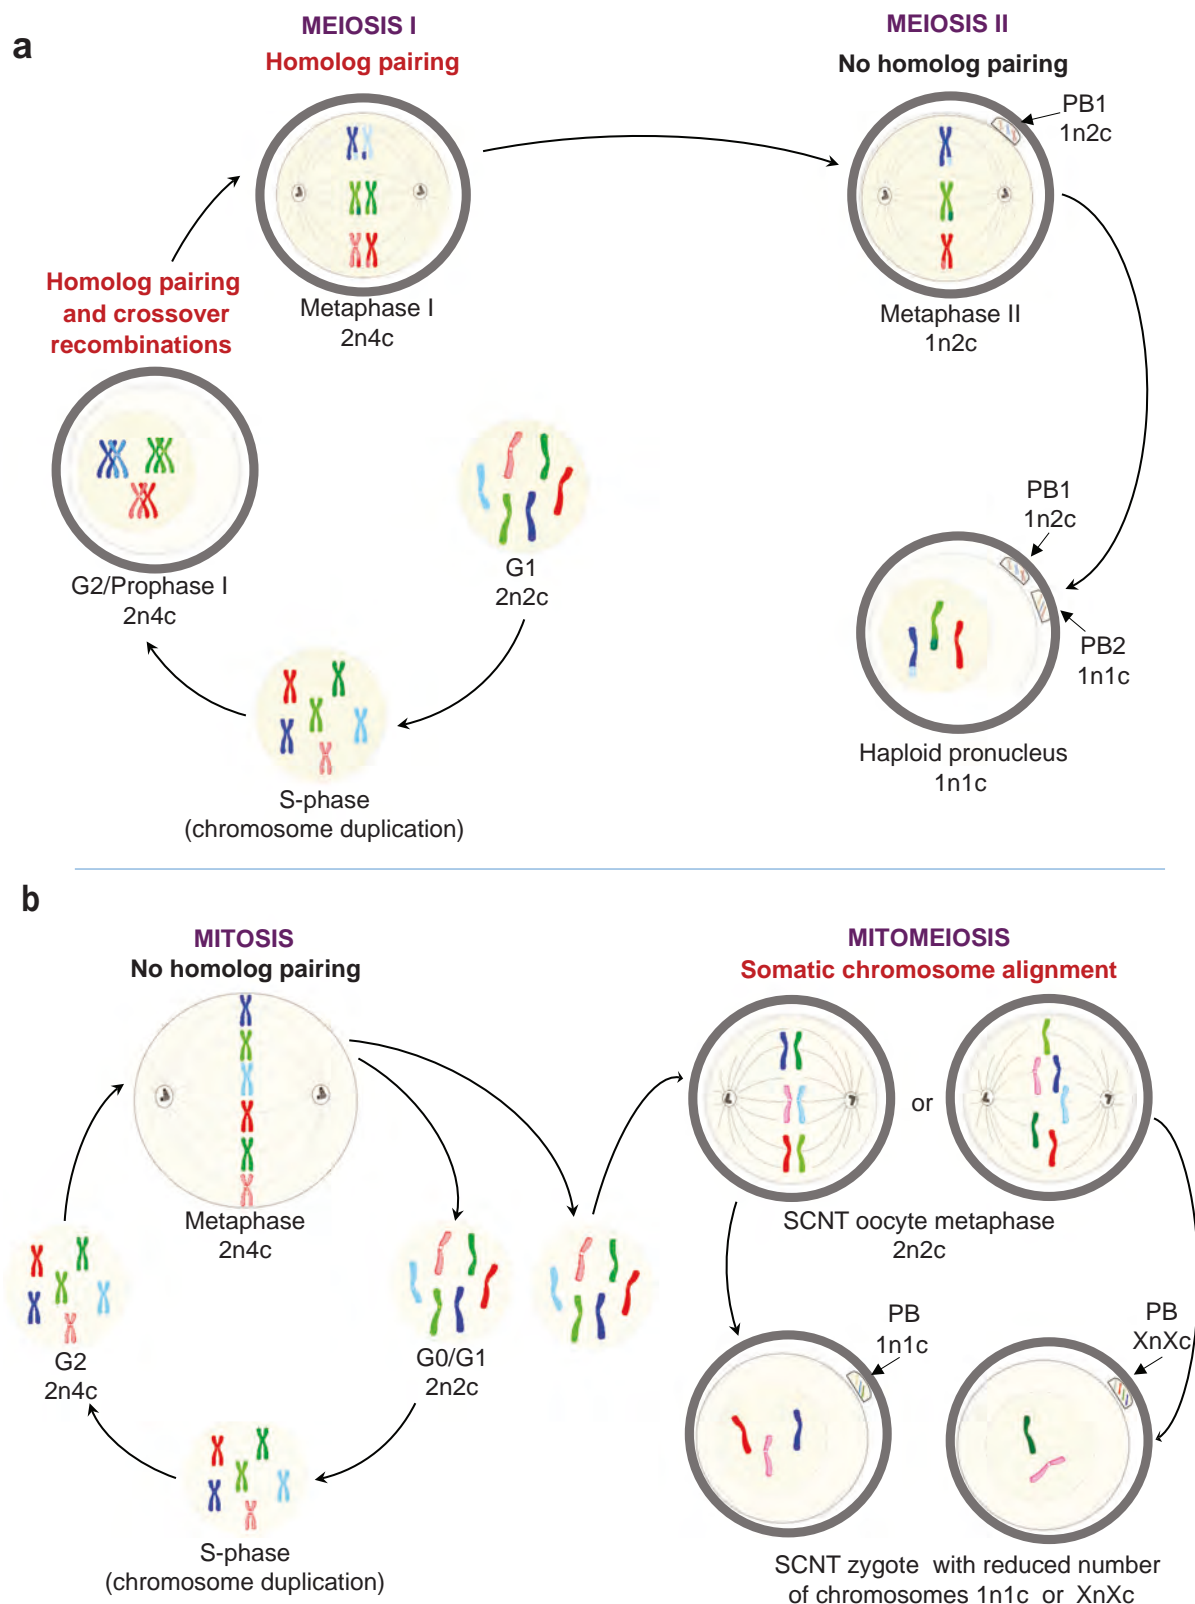 a
MEIOSIS I
Homolog pairing
MEIOSIS II
No homolog pairing
PB1
1n2c
Metaphase I
2n4c
Metaphase II
1n2c
Homolog pairing
and crossover
recombinations
G2/Prophase I
2n4c
G1
2n2c
S-phase
(chromosome duplication)
PB1
1n2c
PB2
1n1c
Haploid pronucleus
1n1c
b
MITOSIS
No homolog pairing
MITOMEIOSIS
Somatic chromosome alignment
or
Metaphase
2n4c
SCNT oocyte metaphase
2n2c
G2
2n4c
G0/G1
2n2c
PB
1n1c
PB
XnXc
S-phase
(chromosome duplication)
SCNT zygote with reduced number
of chromosomes 1n1c or XnXc